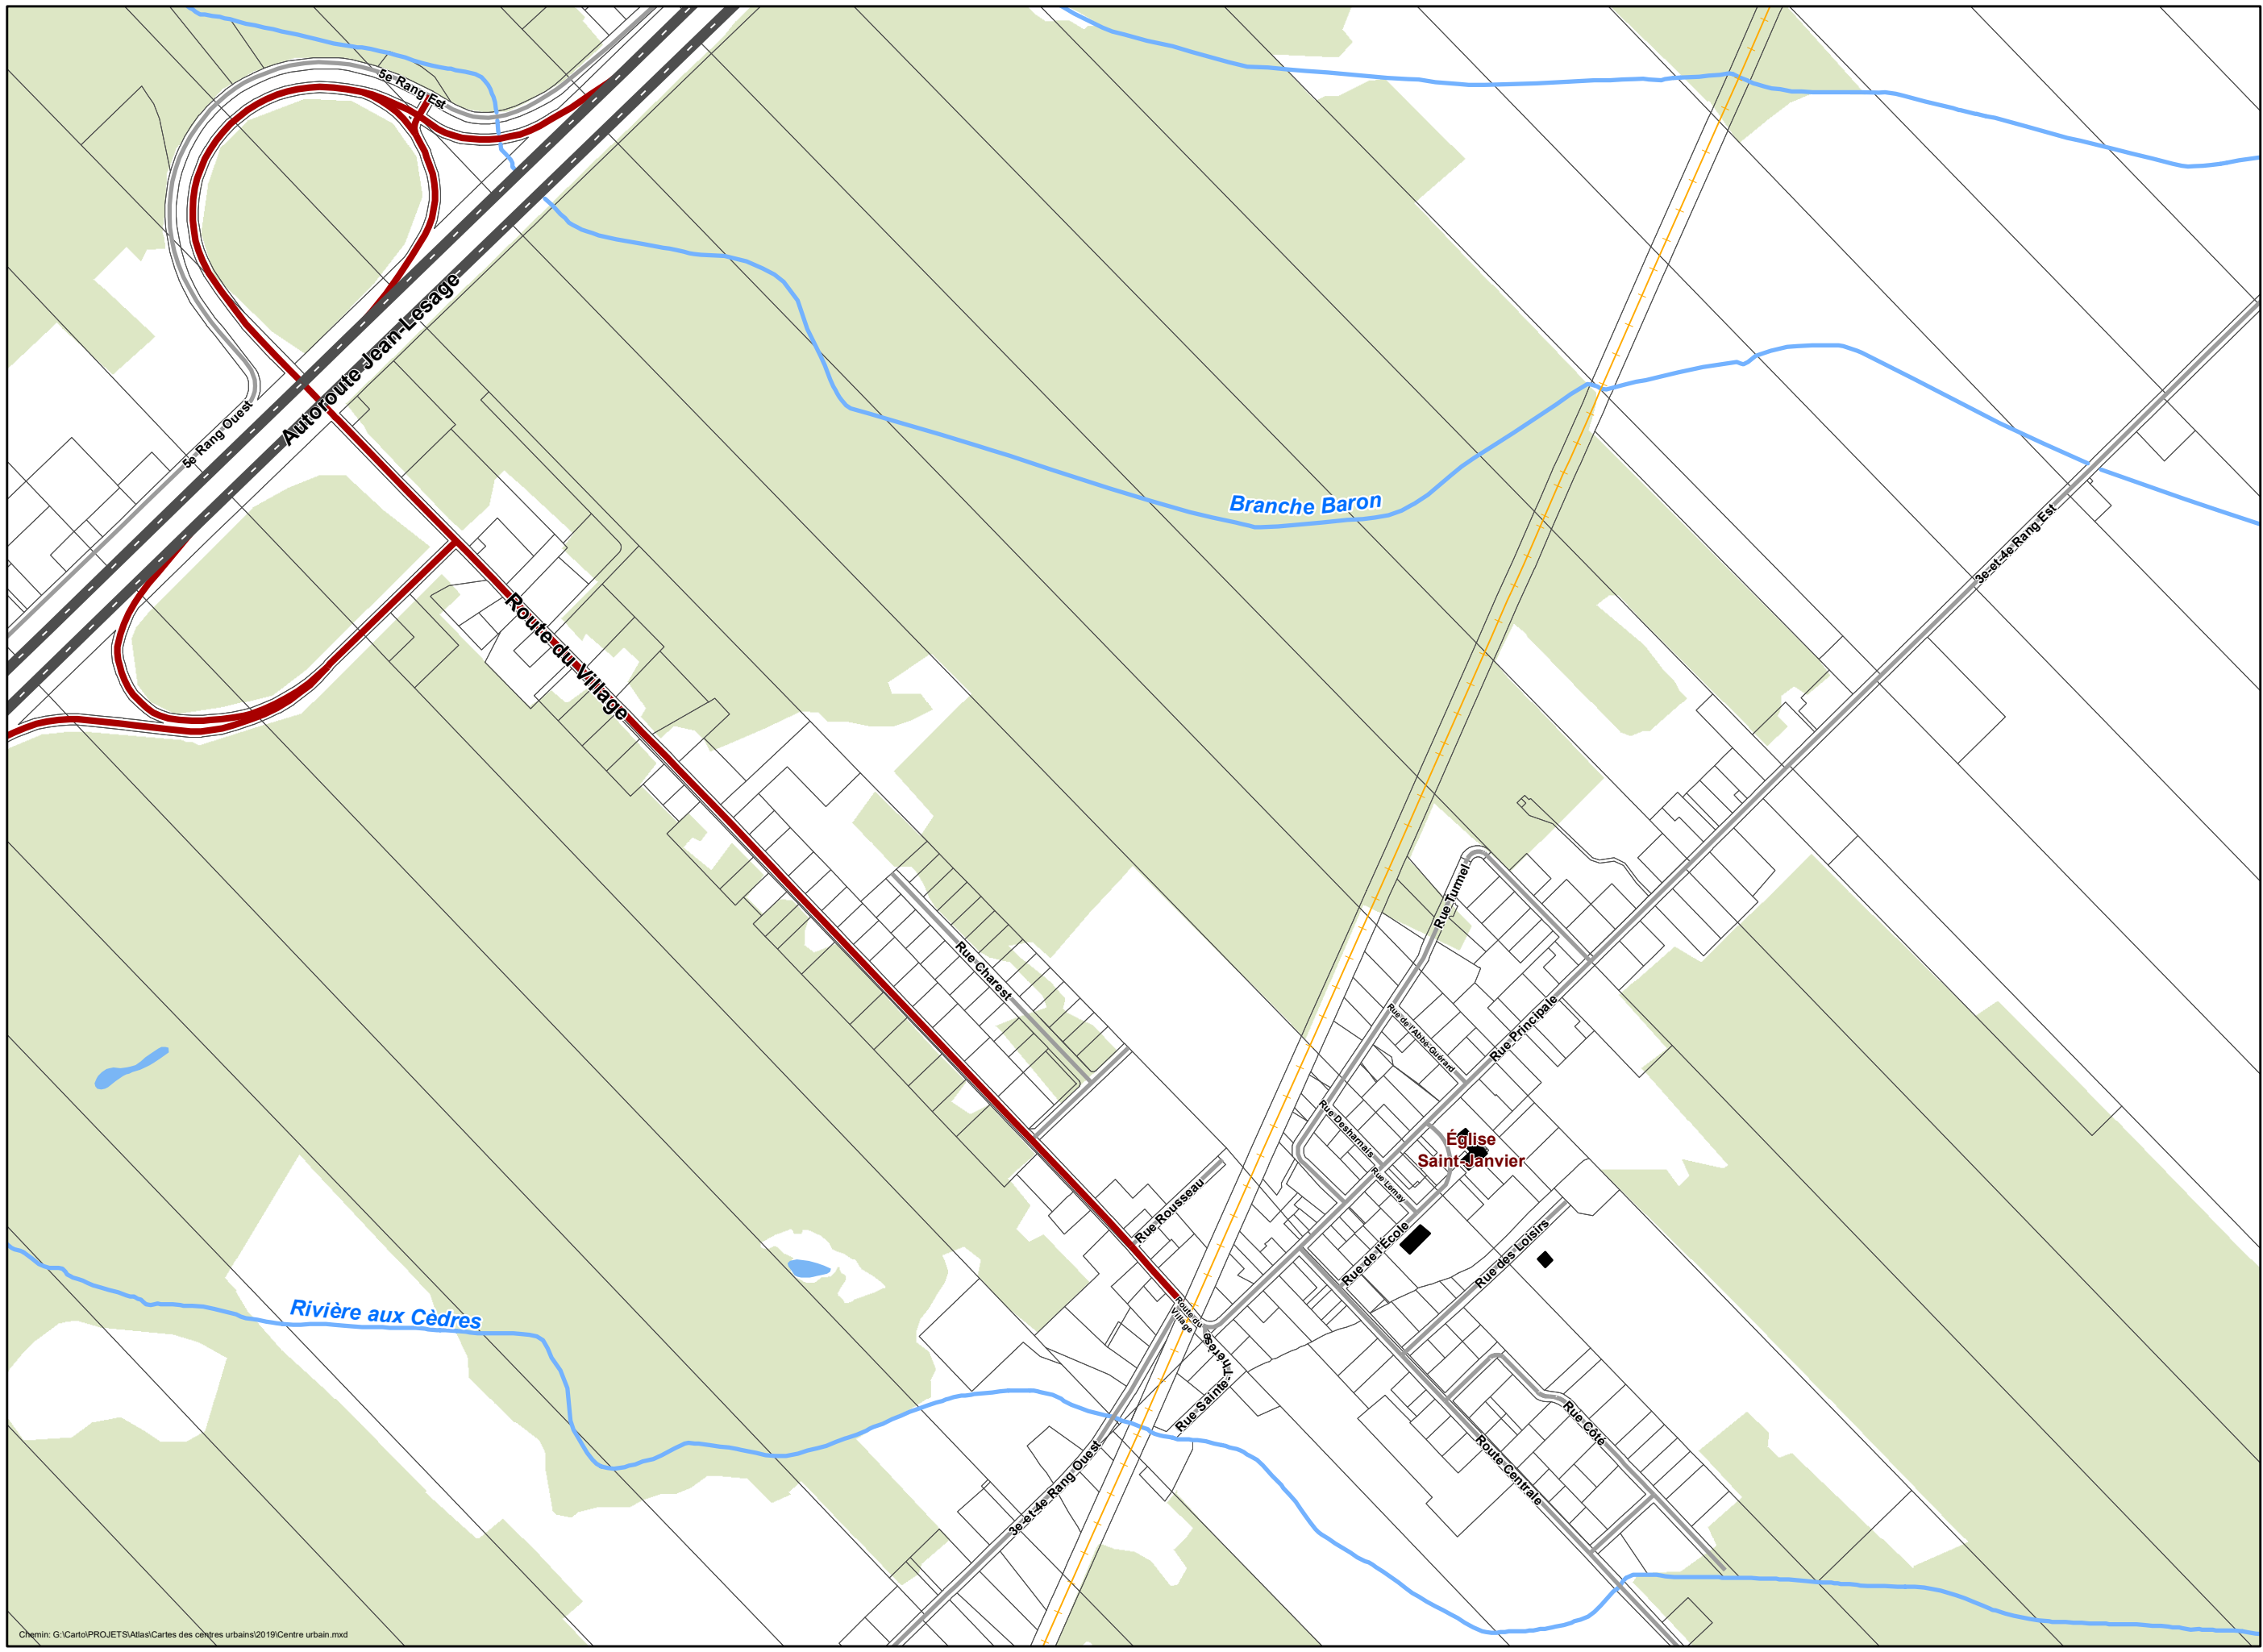 5e Rang Est
Autoroute Jean-Lesage
5e Rang Ouest
Branche Baron
3e-et-4e Rang Est
Route du Village
Rue Turmel
Rue Charest
Rue Principale
Rue de l'Abbé-Guérard
Rue Desharnais
Église
Saint-Janvier
Rue Lemay
Rue Rousseau
Rue de l'École
Rue des Loisirs
Rivière aux Cèdres
Route du
Village
Rue Sainte-Thérèse
Rue Côté
Route Centrale
3e-et-4e Rang Ouest
Chemin: G:\Carto\PROJETS\Atlas\Cartes des centres urbains\2019\Centre urbain.mxd